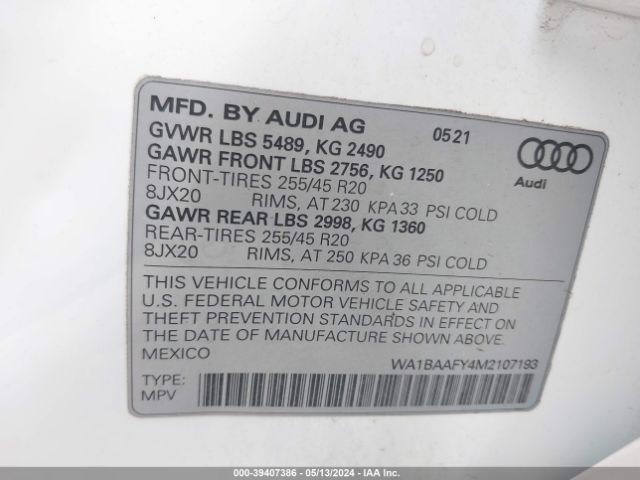 MFD. BY AUDI AG 0521
GVWR LBS 5489, KG 2490
GAWR FRONT LBS 2756, KG 1250
FRONT-TIRES 255/45 R20
8JX20 RIMS, AT 230 KPA 33 PSI COLD
GAWR REAR LBS 2998, KG 1360
REAR-TIRES 255/45 R20
8JX20 RIMS, AT 250 KPA 36 PSI COLD
Audi
THIS VEHICLE CONFORMS TO ALL APPLICABLE
U.S. FEDERAL MOTOR VEHICLE SAFETY AND
THEFT PREVENTION STANDARDS IN EFFECT ON
THE DATE OF MANUFACTURE SHOWN ABOVE.
MEXICO
WA1BAAFY4M2107193
TYPE:
MPV
000-39407386 - 05/13/2024 - IAA Inc.